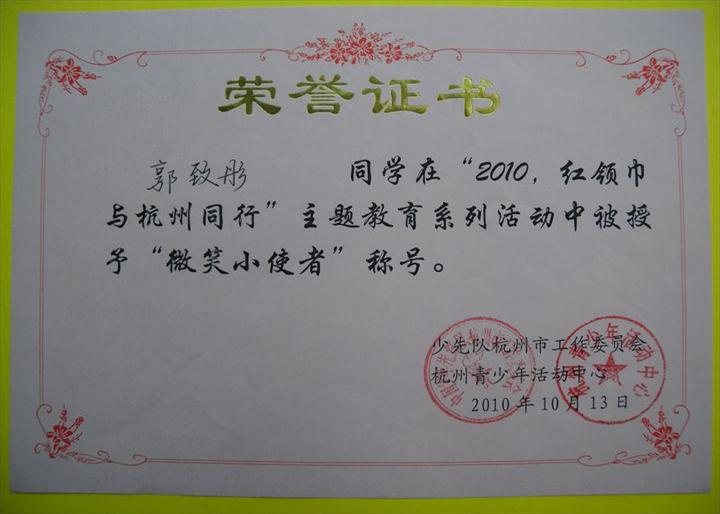 荣誉证书
郭致彤 同学在“2010，红领巾
与杭州同行”主题教育系列活动中被授
予“微笑小使者”称号。
少先队杭州市工作委员会
杭州青少年活动中心
2010年10月13日